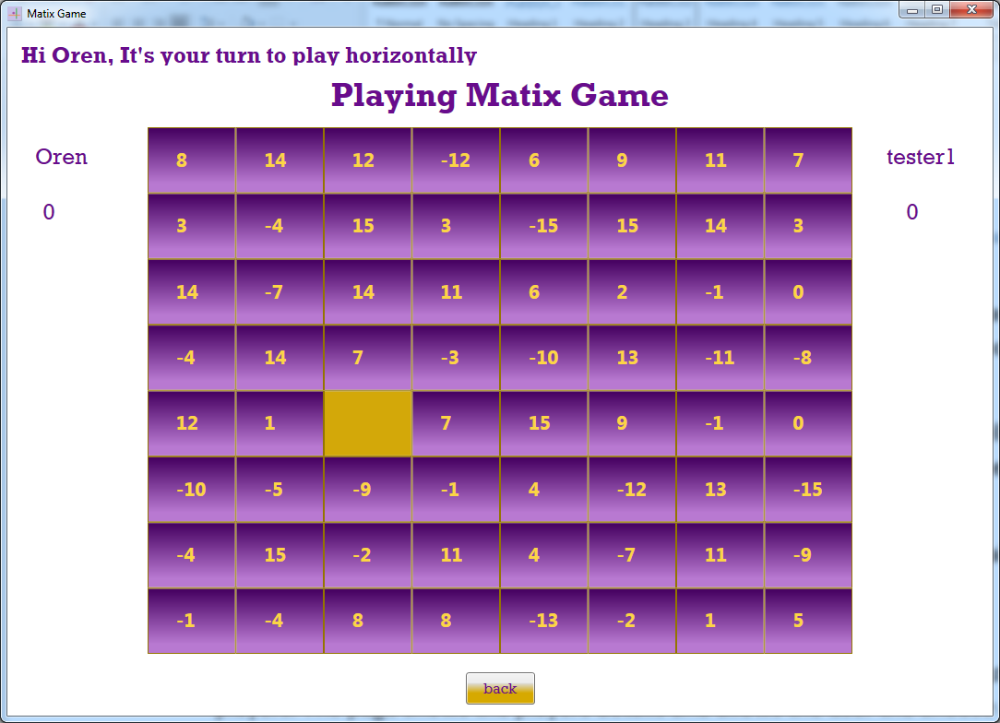 Matix Game
Hi Oren, It's your turn to play horizontally
Playing Matix Game
Oren
0
tester1
0
8 14 12 -12 6 9 11 7
3 -4 15 3 -15 15 14 3
14 -7 14 11 6 2 -1 0
-4 14 7 -3 -10 13 -11 -8
12 1 7 15 9 -1 0
-10 -5 -9 -1 4 -12 13 -15
-4 15 -2 11 4 -7 11 -9
-1 -4 8 8 -13 -2 1 5
back